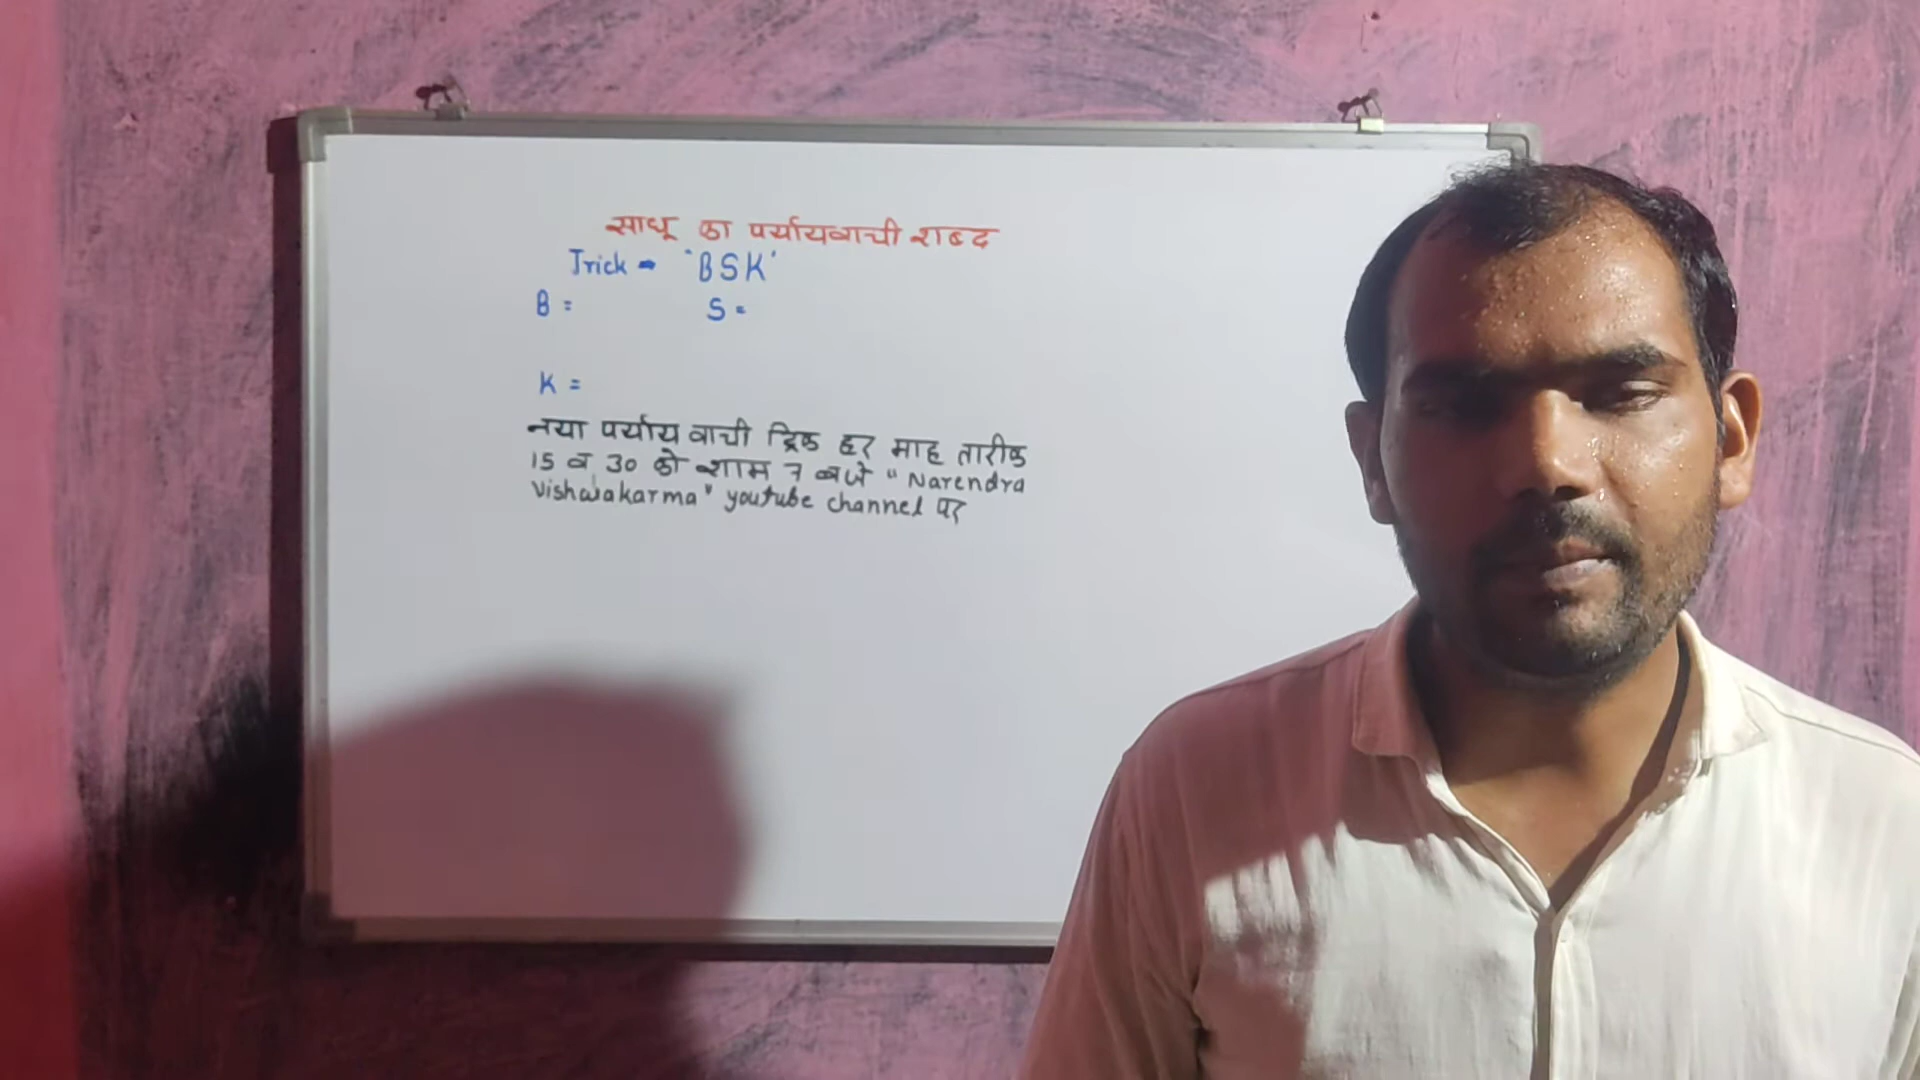 साधू का पर्यायवाची शब्द
Trick → 'BSK'
B = S =
K =
नया पर्यायवाची ट्रिक हर माह तारीक
15 व 30 को शाम 7 बजे "Narendra
Vishwakarma" youtube channel पर